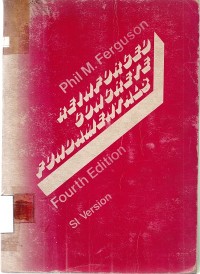 Phil M. Ferguson
REINFORCED
CONCRETE
FUNDAMENTALS
Fourth Edition
SI Version